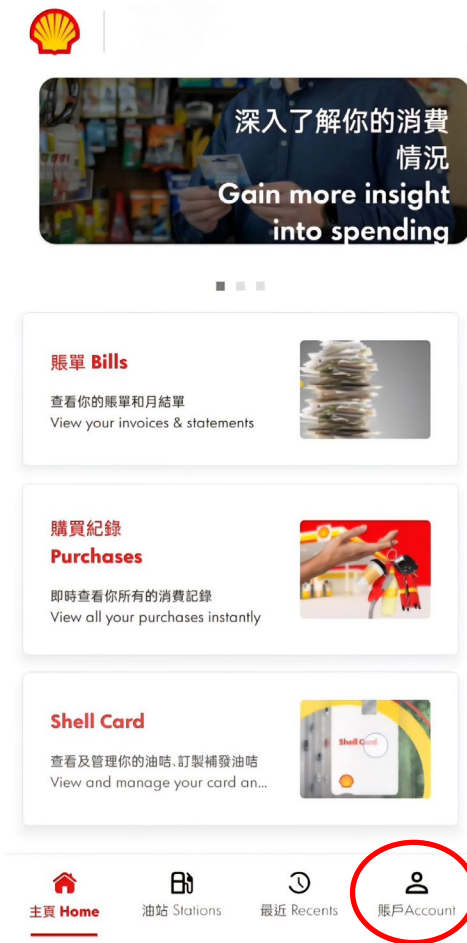 深入了解你的消費
情況
Gain more insight
into spending
賬單 Bills
查看你的賬單和月結單
View your invoices & statements
購買紀錄
Purchases
即時查看你所有的消費記錄
View all your purchases instantly
Shell Card
查看及管理你的油咭､訂製補發油咭
View and manage your card an...
Shell Card
主頁 Home
油站 Stations
最近 Recents
賬戶Account